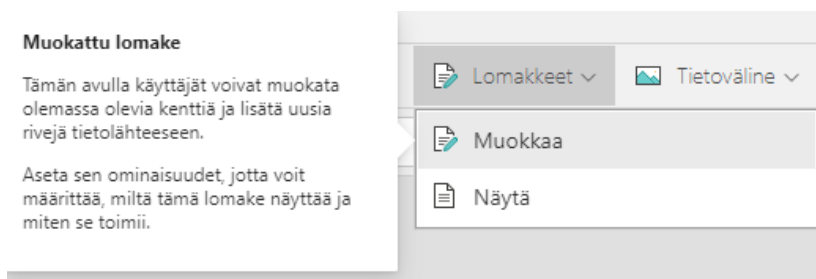 Muokattu lomake
Tämän avulla käyttäjät voivat muokata
olemassa olevia kenttiä ja lisätä uusia
rivejä tietolähteeseen.
Aseta sen ominaisuudet, jotta voit
määrittää, miltä tämä lomake näyttää ja
miten se toimii.
Lomakkeet
Tietoväline
Muokkaa
Näytä